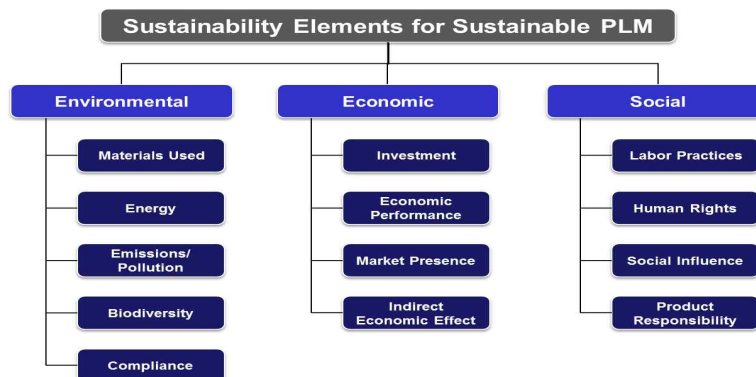 Sustainability Elements for Sustainable PLM
Environmental
Materials Used
Energy
Emissions/
Pollution
Biodiversity
Compliance
Economic
Investment
Economic
Performance
Market Presence
Indirect
Economic Effect
Social
Labor Practices
Human Rights
Social Influence
Product
Responsibility